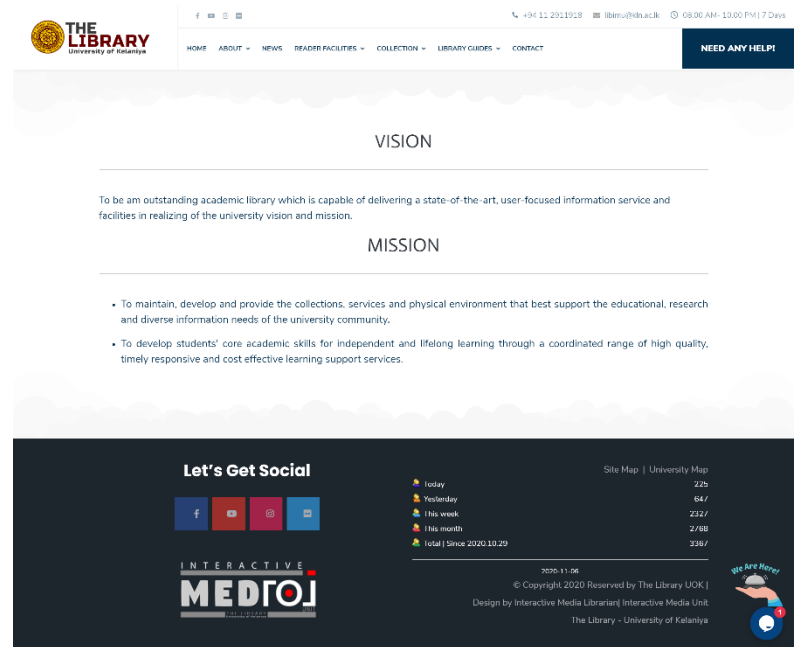 THE
LIBRARY
University of Kelaniya
+94 11 2911918 libimu@kln.ac.lk 08.00 AM- 10.00 PM | 7 Days
HOME ABOUT NEWS READER FACILITIES COLLECTION LIBRARY GUIDES CONTACT
NEED ANY HELP!
VISION
To be am outstanding academic library which is capable of delivering a state-of-the-art, user-focused information service and
facilities in realizing of the university vision and mission.
MISSION
• To maintain, develop and provide the collections, services and physical environment that best support the educational, research
and diverse information needs of the university community.
• To develop students' core academic skills for independent and lifelong learning through a coordinated range of high quality,
timely responsive and cost effective learning support services.
Let's Get Social
INTERACTIVE
MED
THE LIBRARY
Site Map | University Map
Today 225
Yesterday 647
This week 2327
This month 2768
Total | Since 2020.10.29 3367
2020-11-06
© Copyright 2020 Reserved by The Library UOK |
Design by Interactive Media Librarian| Interactive Media Unit
The Library - University of Kelaniya
We Are Here!
1